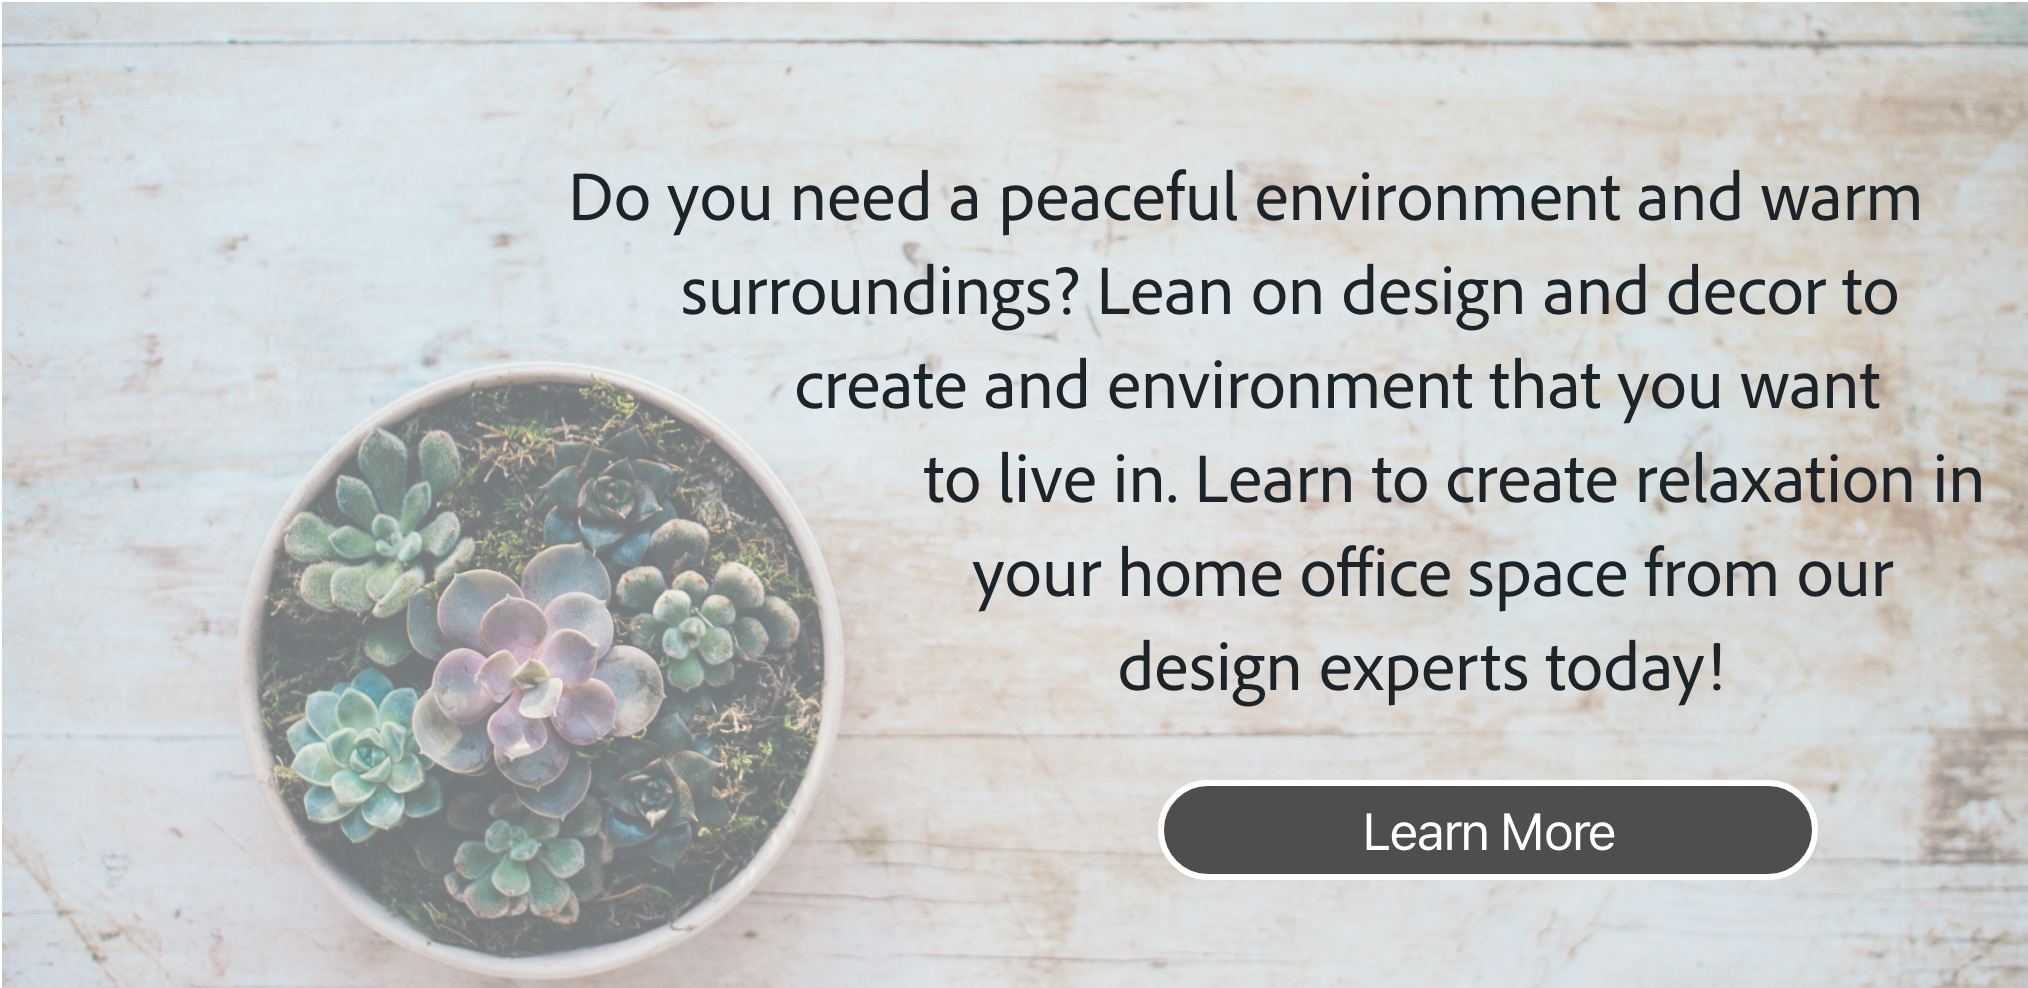 Do you need a peaceful environment and warm
surroundings? Lean on design and decor to
create and environment that you want
to live in. Learn to create relaxation in
your home office space from our
design experts today!
Learn More